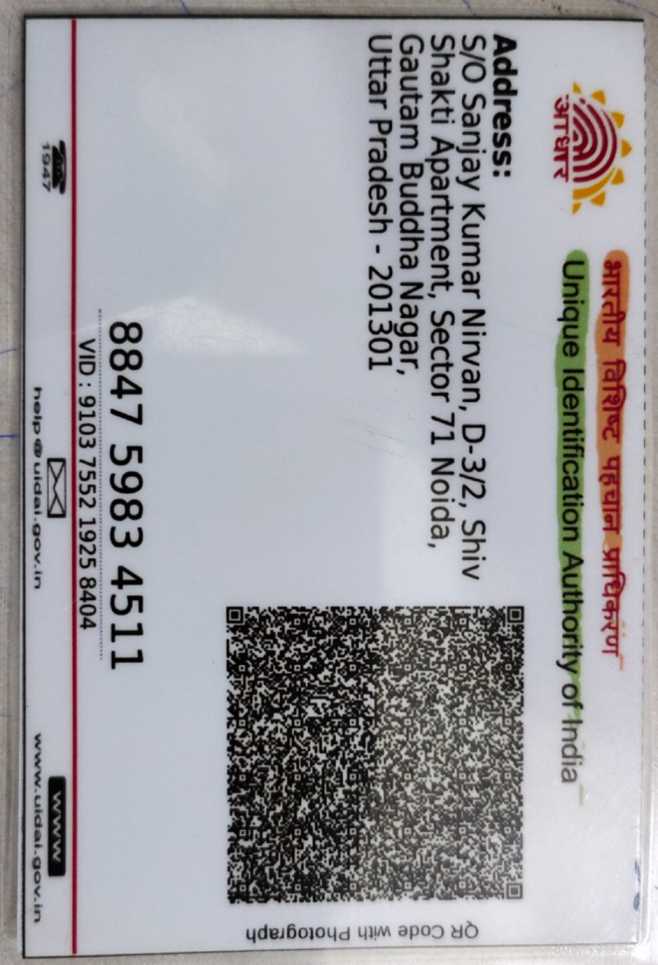 आधार
भारतीय विशिष्ट पहचान प्राधिकरण
Unique Identification Authority of India
Address:
S/O Sanjay Kumar Nirvan, D-3/2, Shiv
Shakti Apartment, Sector 71 Noida,
Gautam Buddha Nagar,
Uttar Pradesh - 201301
QR Code with Photograph
8847 5983 4511
VID : 9103 7552 1925 8404
1947
help@uidai.gov.in
www
www.uidai.gov.in